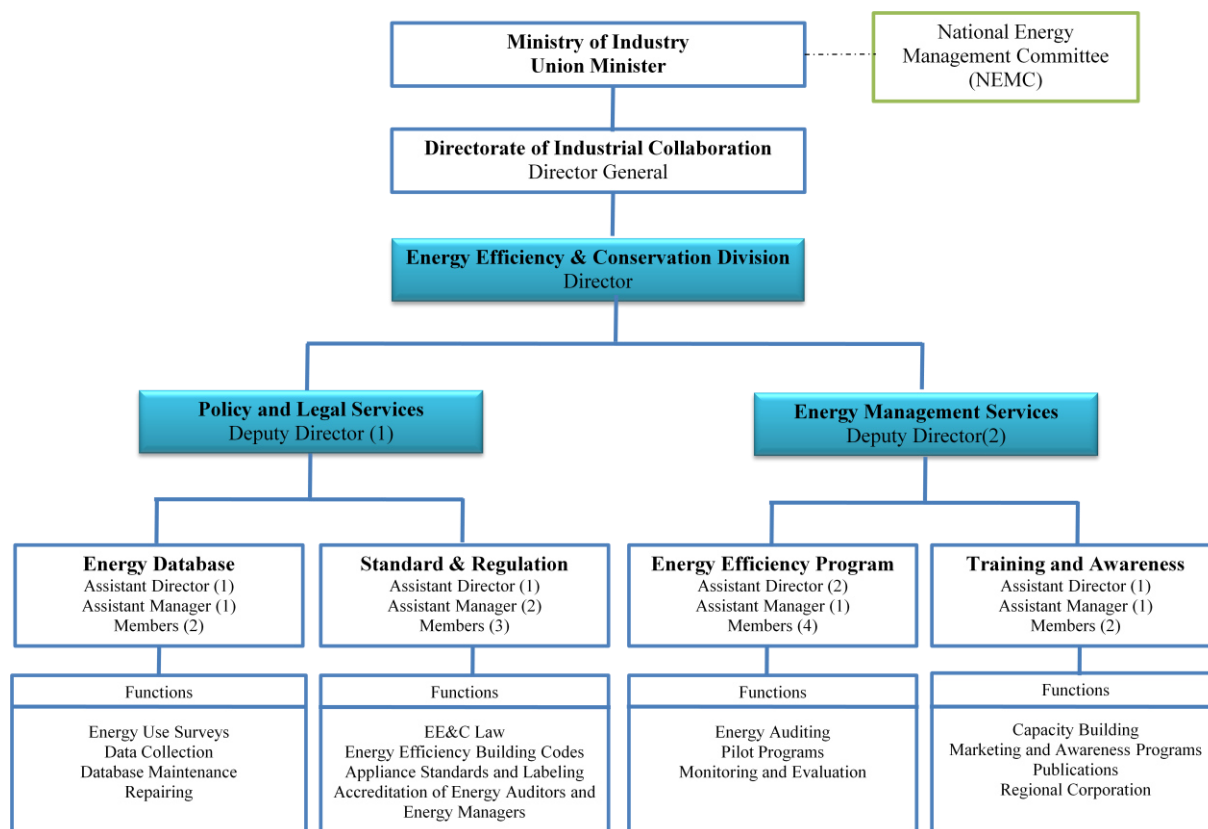 Ministry of Industry
Union Minister
National Energy
Management Committee
(NEMC)
Directorate of Industrial Collaboration
Director General
Energy Efficiency & Conservation Division
Director
Policy and Legal Services
Deputy Director (1)
Energy Management Services
Deputy Director(2)
Energy Database
Assistant Director (1)
Assistant Manager (1)
Members (2)
Standard & Regulation
Assistant Director (1)
Assistant Manager (2)
Members (3)
Energy Efficiency Program
Assistant Director (2)
Assistant Manager (1)
Members (4)
Training and Awareness
Assistant Director (1)
Assistant Manager (1)
Members (2)
Functions
Energy Use Surveys
Data Collection
Database Maintenance
Repairing
Functions
EE&C Law
Energy Efficiency Building Codes
Appliance Standards and Labeling
Accreditation of Energy Auditors and
Energy Managers
Functions
Energy Auditing
Pilot Programs
Monitoring and Evaluation
Functions
Capacity Building
Marketing and Awareness Programs
Publications
Regional Corporation